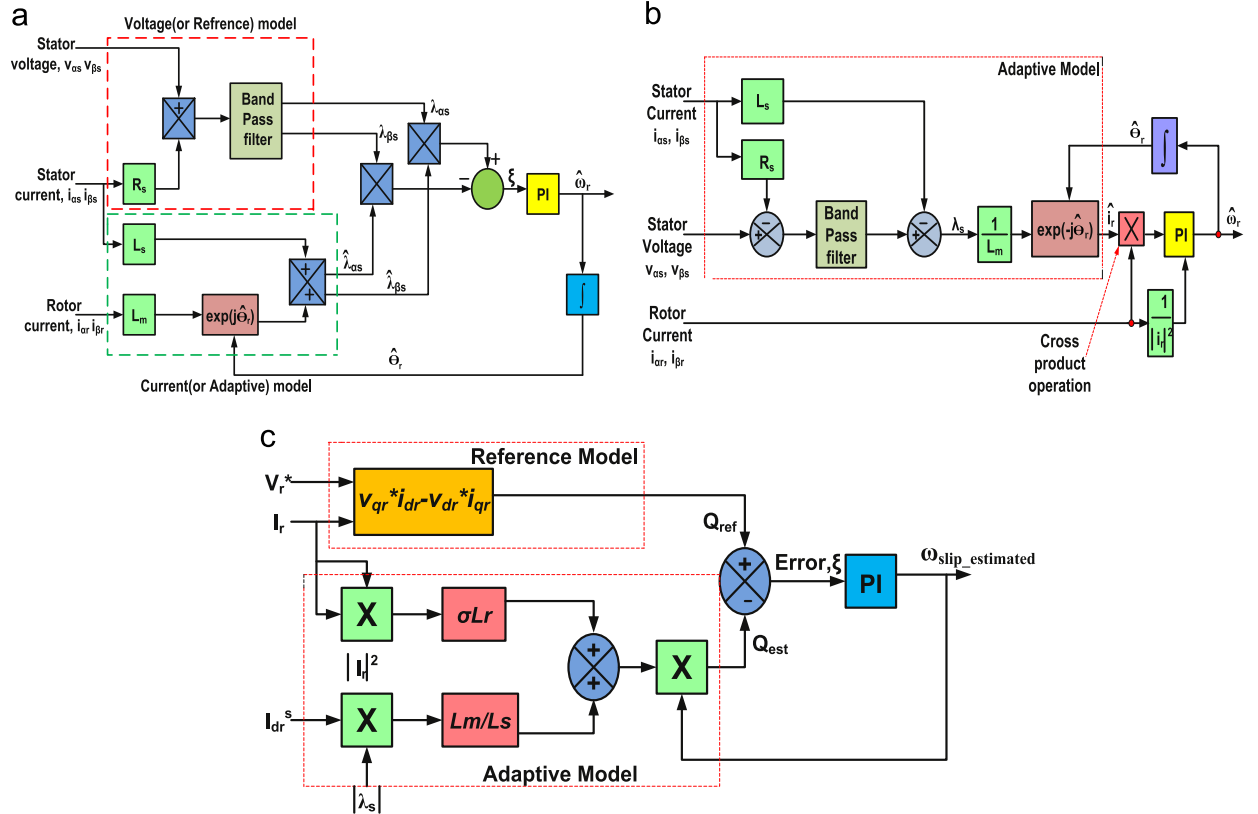 a
Voltage(or Refrence) model
Stator
voltage, vαs vβs
+
Band
Pass
filter
λαs
λβs
Stator
current, iαs iβs
Rs
+
−
ξ
PI
ω̂r
Ls
+
+
λ̂αs
λ̂βs
Rotor
current, iαr iβr
Lm
exp(jθ̂r)
∫
θ̂r
Current(or Adaptive) model
b
Adaptive Model
Stator
Current
iαs, iβs
Ls
Rs
θ̂r
∫
Stator
Voltage
vαs, vβs
+
−
Band
Pass
filter
+
−
λs
1
Lm
exp(-jθ̂r)
îr
X
PI
ω̂r
Rotor
Current
iαr, iβr
1
|ir|²
Cross
product
operation
c
Reference Model
Vr*
Ir
vqr*idr-vdr*iqr
Qref
+
−
Error,ξ
PI
ωslip_estimated
X
σLr
|Ir|²
+
+
X
Qest
Idrˢ
X
Lm/Ls
Adaptive Model
|λs|